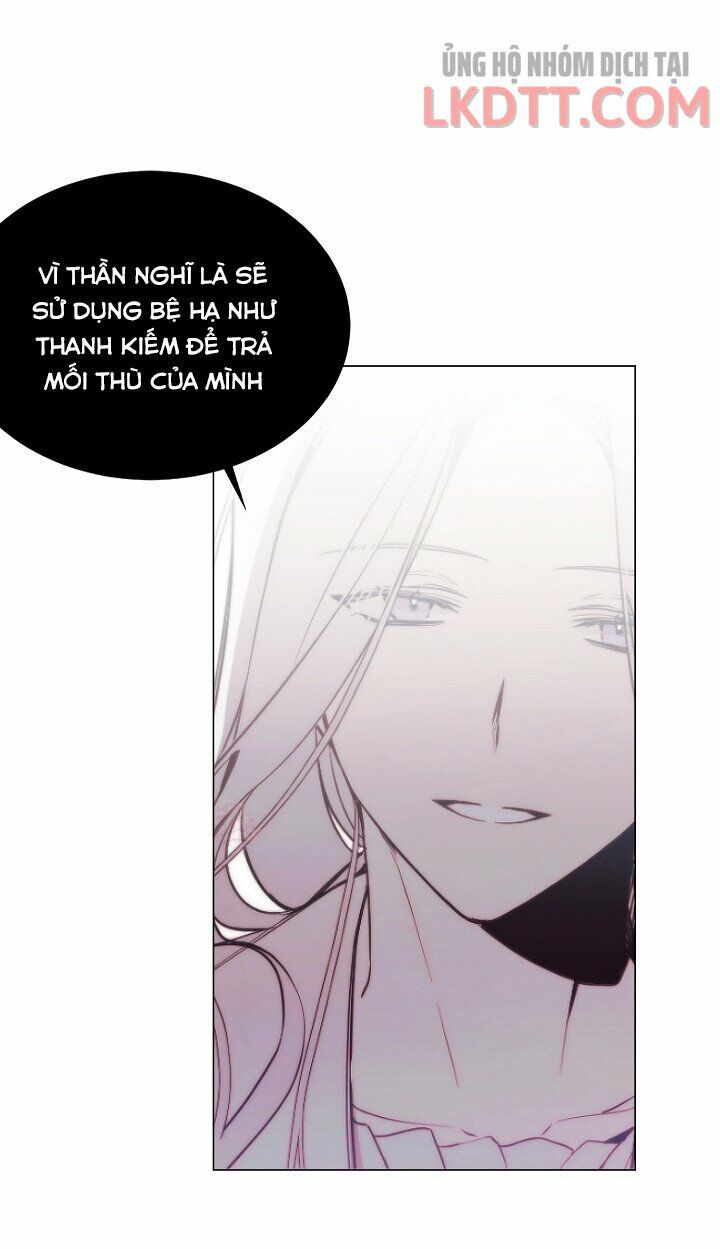 ỦNG HỘ NHÓM DỊCH TẠI
LKDTT.COM
VÌ THẦN NGHĨ LÀ SẼ
SỬ DỤNG BỆ HẠ NHƯ
THANH KIẾM ĐỂ TRẢ
MỐI THÙ CỦA MÌNH